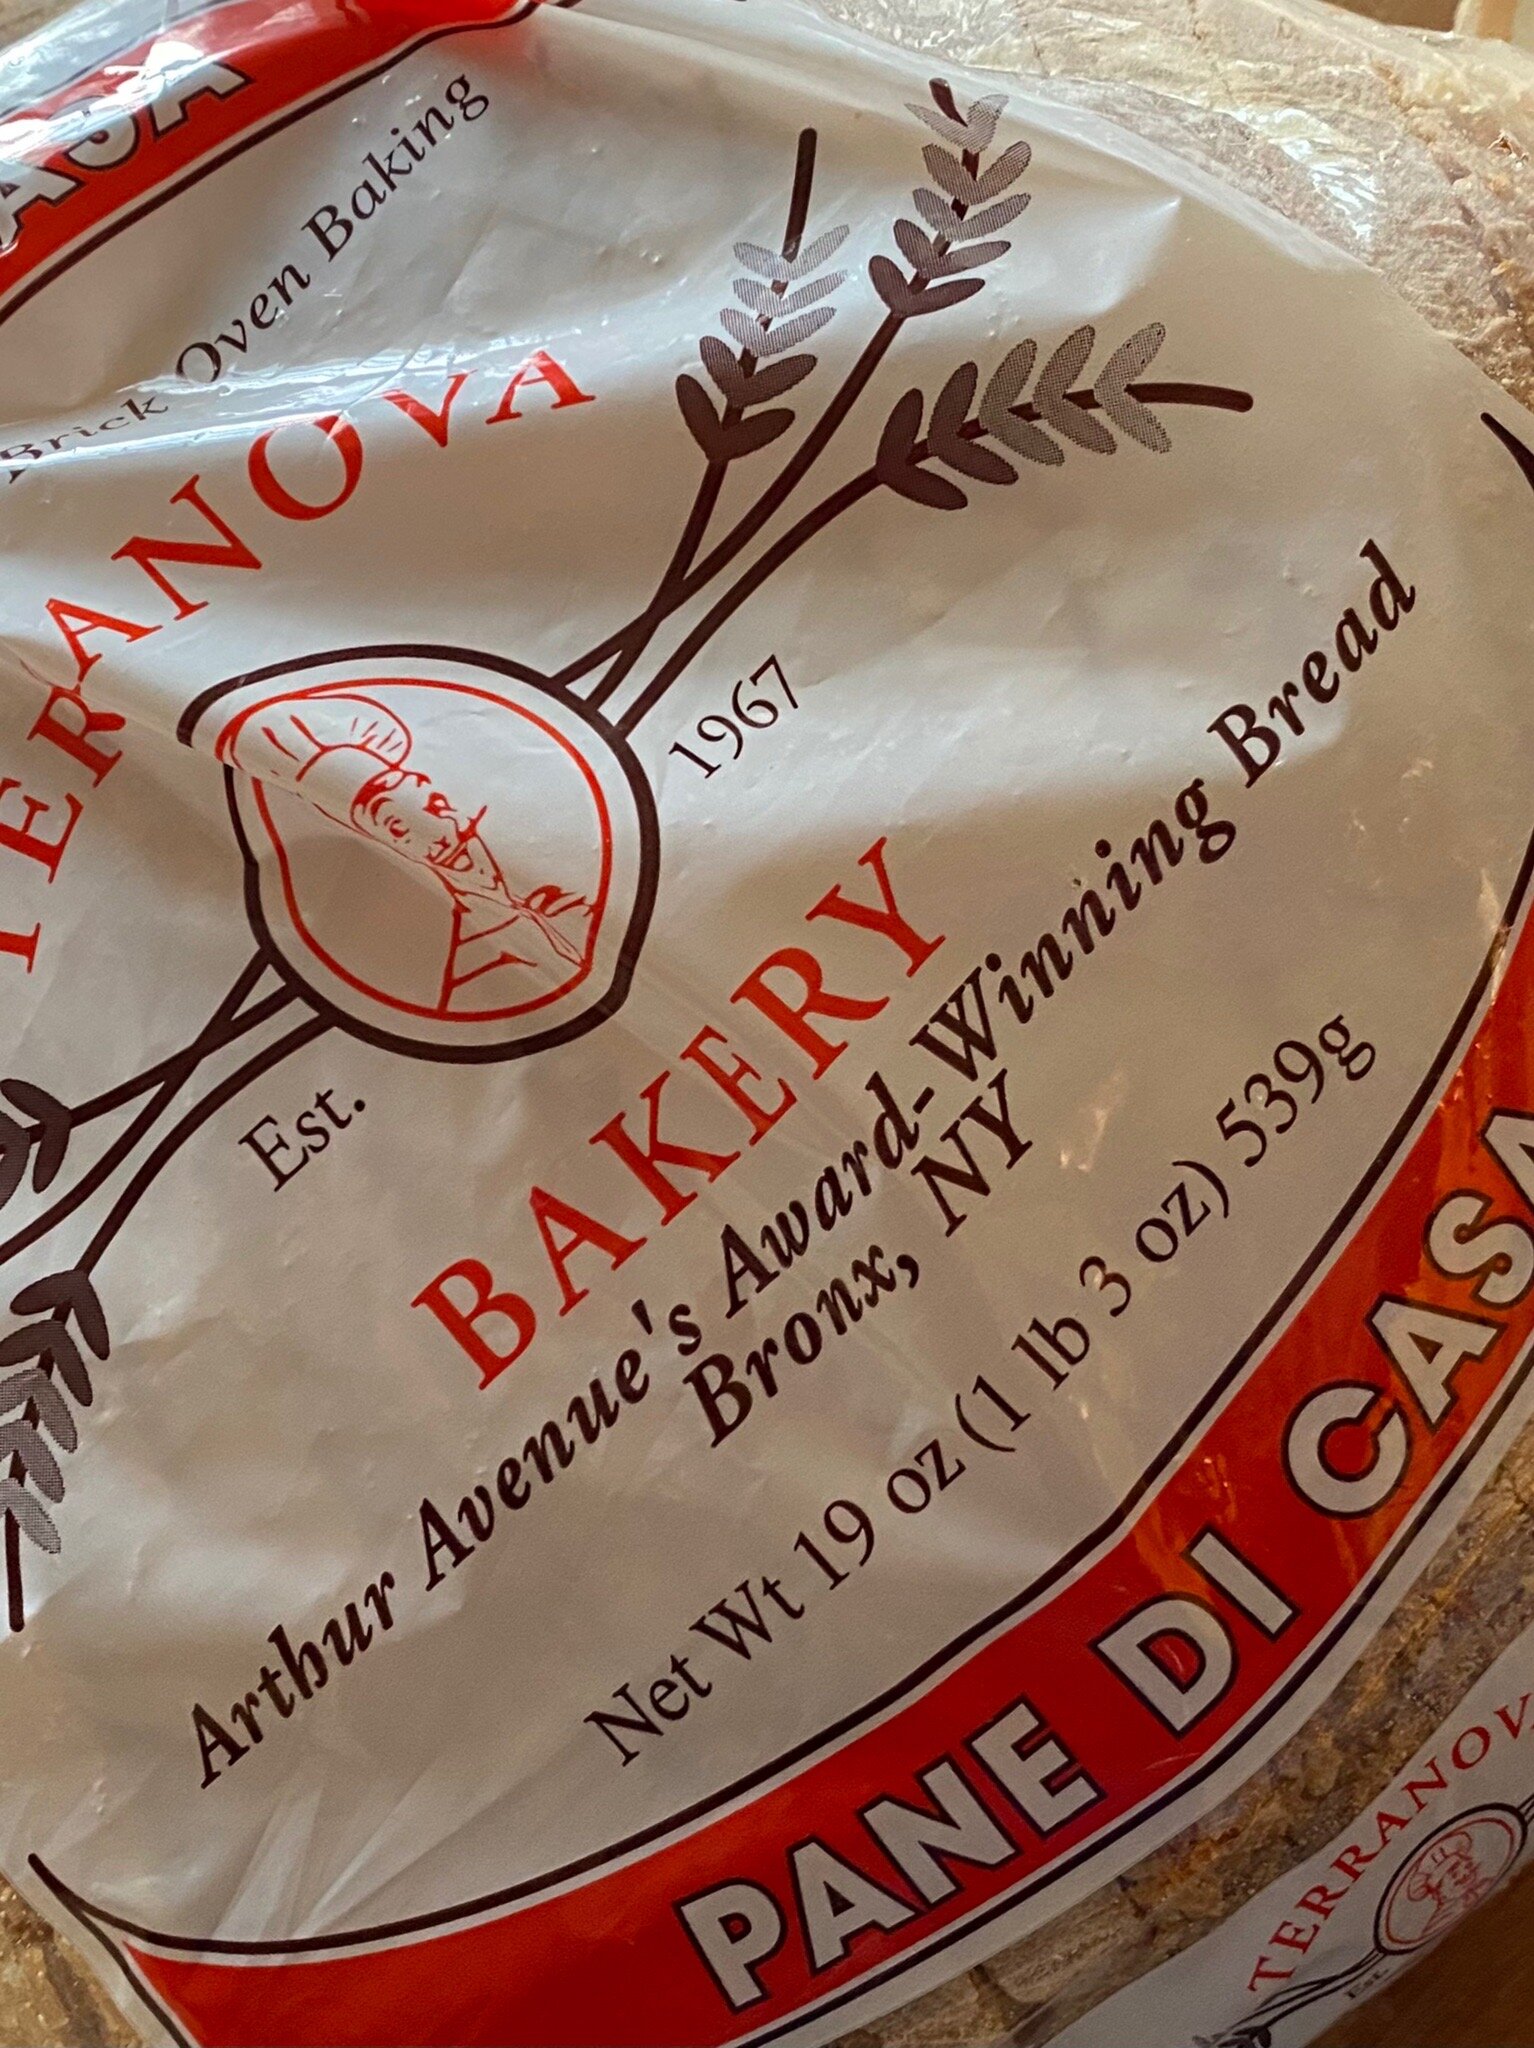 ASA
Brick Oven Baking
TERRANOVA
1967
Est.
BAKERY
Arthur Avenue's Award-Winning Bread
Bronx, NY
Net Wt 19 oz (1 lb 3 oz) 539g
PANE DI CASA
TERRANOV
Est.